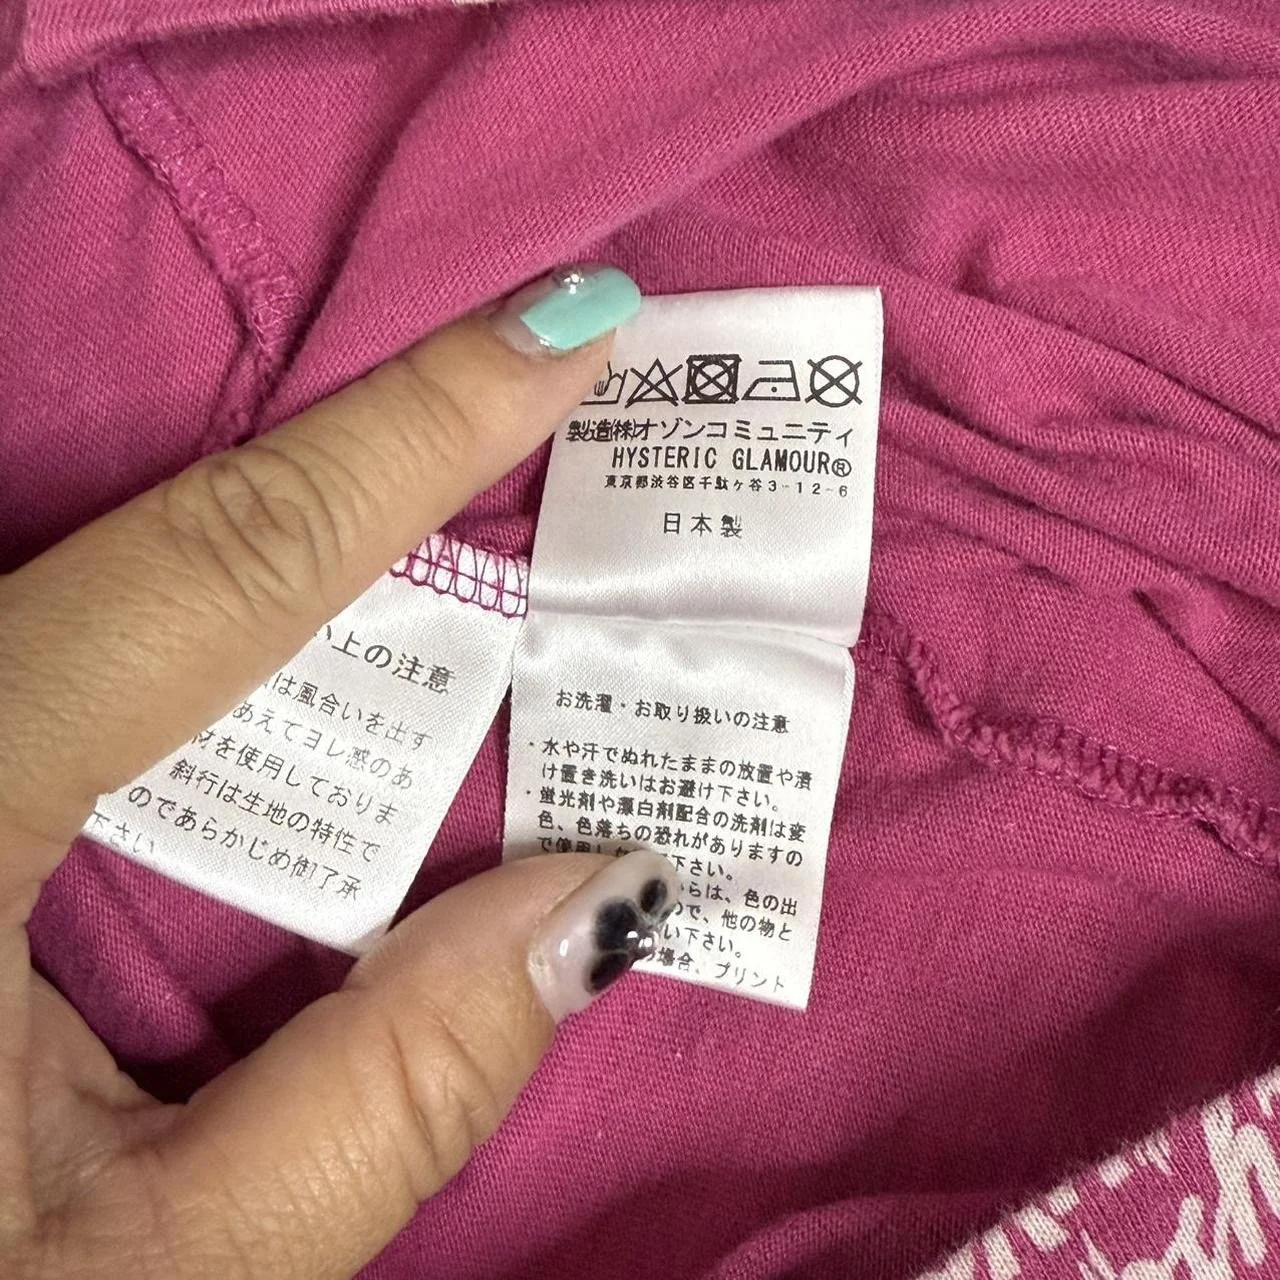 製造(株)オゾンコミュニティ
HYSTERIC GLAMOUR®
東京都渋谷区千駄ヶ谷3-12-6
日本製
い上の注意
は風合いを出す
あえてヨレ感のあ
材を使用しておりま
斜行は生地の特性で
のであらかじめ御了承
下さい
お洗濯・お取り扱いの注意
・水や汗でぬれたままの放置や漬
け置き洗いはお避け下さい。
・蛍光剤や漂白剤配合の洗剤は変
色、色落ちの恐れがありますの
で使用し 下さい。
らは、色の出
ので、他の物と
い下さい。
の場合、プリント